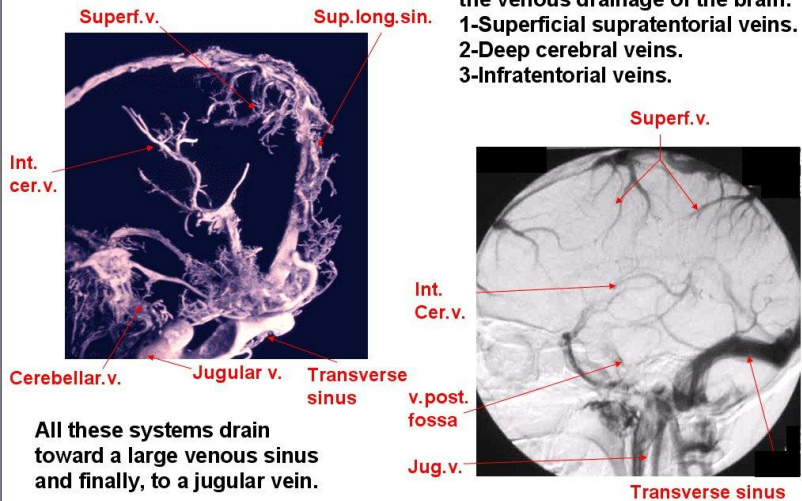 the venous drainage of the brain.
1-Superficial supratentorial veins.
2-Deep cerebral veins.
3-Infratentorial veins.
Superf.v.
Sup.long.sin.
Int.
cer.v.
Cerebellar.v.
Jugular v.
Transverse
sinus
Superf.v.
Int.
Cer.v.
v.post.
fossa
Jug.v.
Transverse sinus
All these systems drain
toward a large venous sinus
and finally, to a jugular vein.